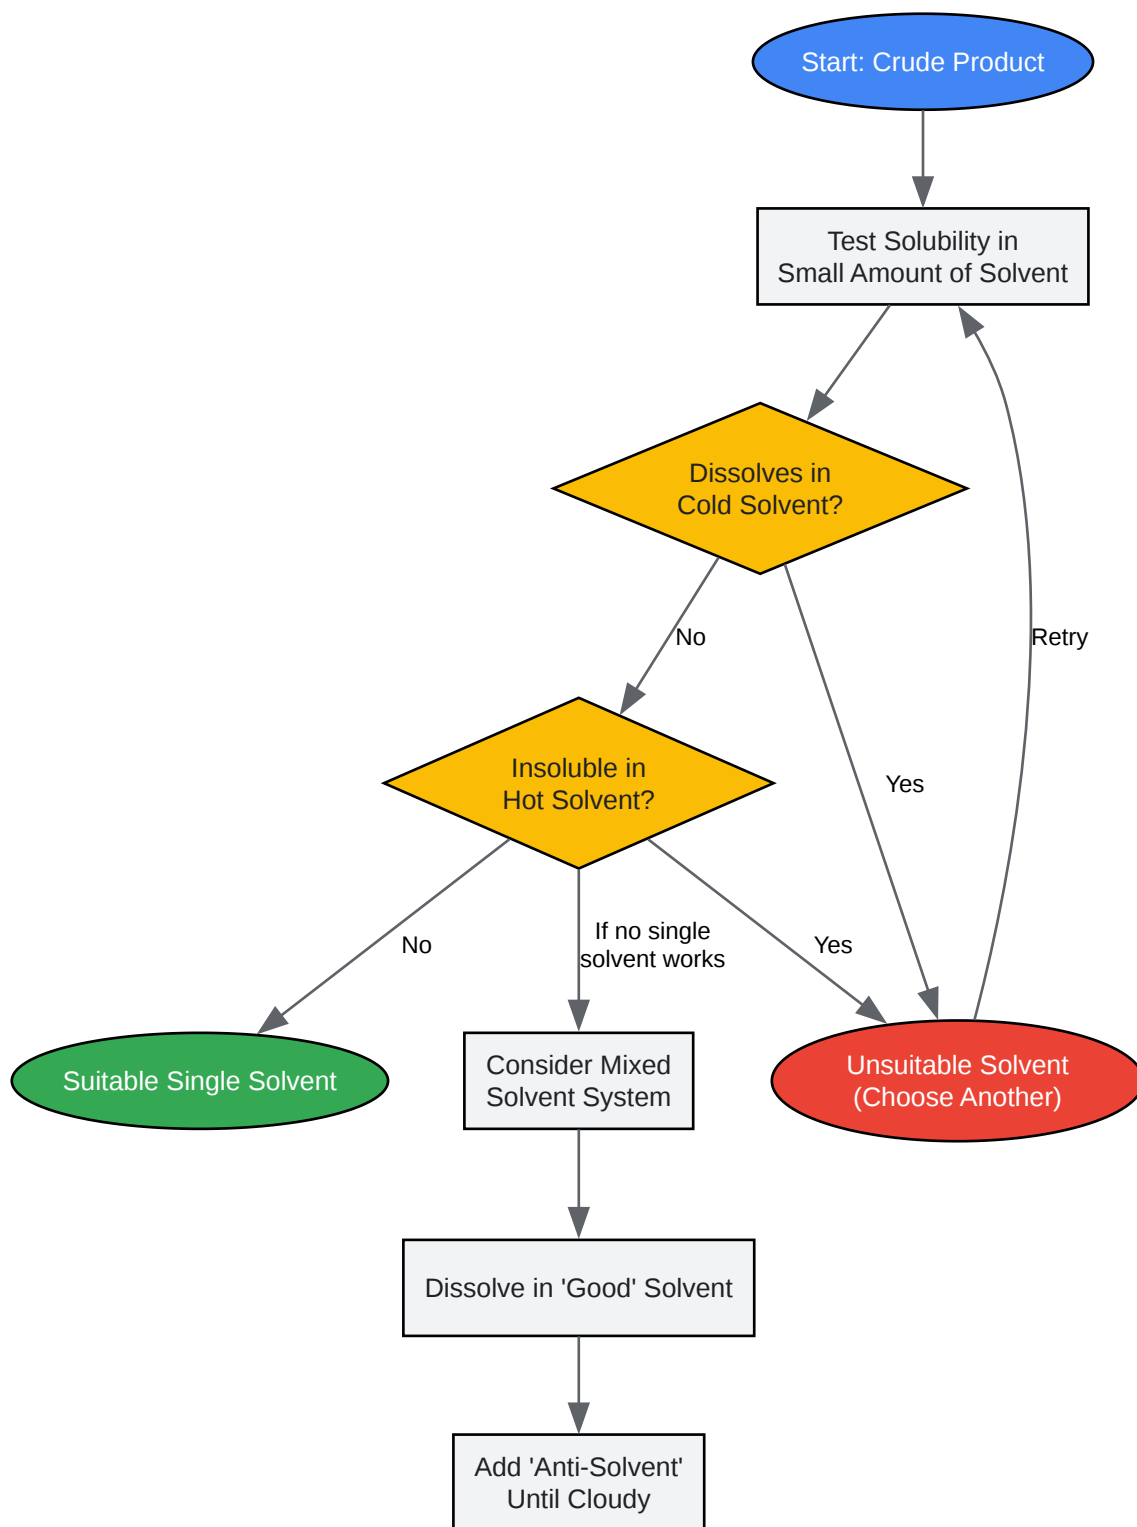 Start: Crude Product
Test Solubility in
Small Amount of Solvent
Dissolves in
Cold Solvent?
No
Retry
Insoluble in
Hot Solvent?
Yes
No
If no single
solvent works
Yes
Suitable Single Solvent
Consider Mixed
Solvent System
Unsuitable Solvent
(Choose Another)
Dissolve in 'Good' Solvent
Add 'Anti-Solvent'
Until Cloudy